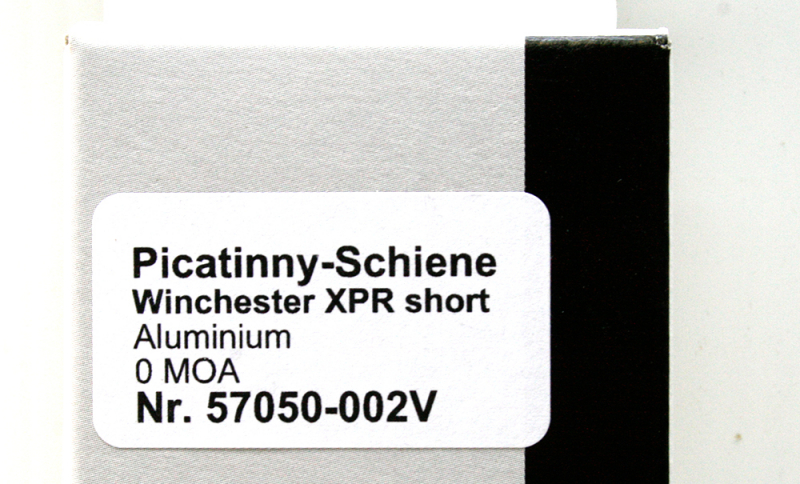 Picatinny-Schiene
Winchester XPR short
Aluminium
0 MOA
Nr. 57050-002V